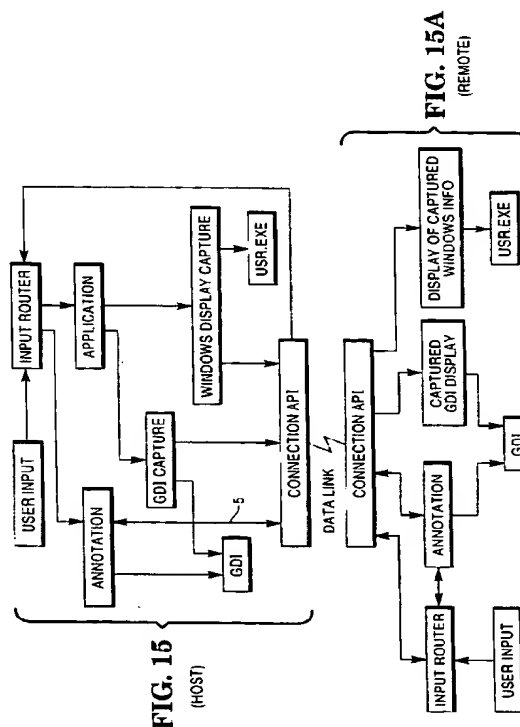 FIG. 15
(HOST)
USER INPUT
INPUT ROUTER
ANNOTATION
APPLICATION
GDI CAPTURE
WINDOWS DISPLAY CAPTURE
5
GDI
USR.EXE
CONNECTION API
DATA LINK
FIG. 15A
(REMOTE)
CONNECTION API
INPUT ROUTER
ANNOTATION
CAPTURED
GDI DISPLAY
DISPLAY OF CAPTURED
WINDOWS INFO
USER INPUT
GDI
USR.EXE